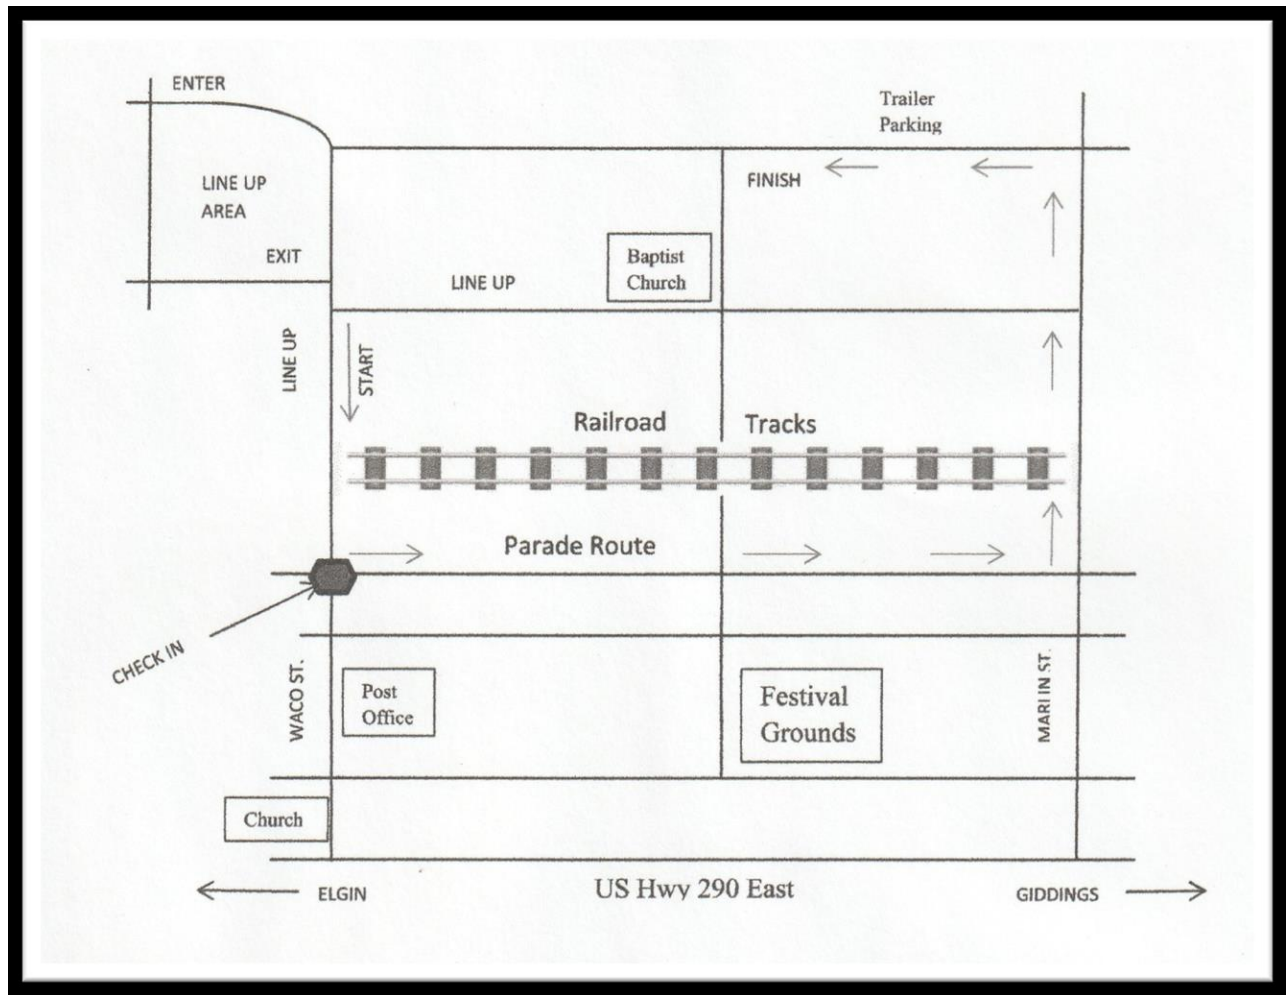 ENTER
Trailer
Parking
LINE UP
AREA
FINISH
EXIT
Baptist
Church
LINE UP
LINE UP
START
Railroad Tracks
Parade Route
CHECK IN
WACO ST.
Post
Office
Festival
Grounds
MARI IN ST.
Church
ELGIN
US Hwy 290 East
GIDDINGS